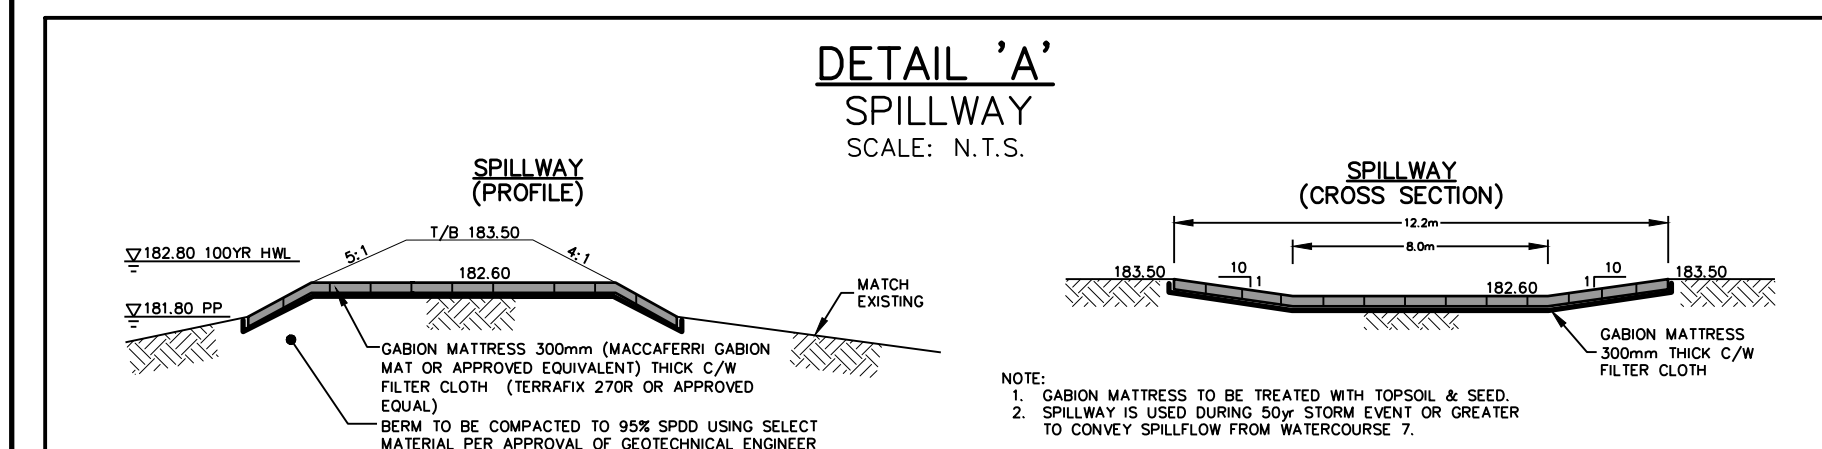 DETAIL 'A'
SPILLWAY
SCALE: N.T.S.
SPILLWAY
(PROFILE)
T/B 183.50
5:1
4:1
182.80 100YR HWL
182.60
181.80 PP
MATCH
EXISTING
GABION MATTRESS 300mm (MACCAFERRI GABION
MAT OR APPROVED EQUIVALENT) THICK C/W
FILTER CLOTH (TERRAFIX 270R OR APPROVED
EQUAL)
BERM TO BE COMPACTED TO 95% SPDD USING SELECT
MATERIAL PER APPROVAL OF GEOTECHNICAL ENGINEER
SPILLWAY
(CROSS SECTION)
12.2m
8.0m
183.50
10
1
182.60
10
1
183.50
GABION MATTRESS
300mm THICK C/W
FILTER CLOTH
NOTE:
1. GABION MATTRESS TO BE TREATED WITH TOPSOIL & SEED.
2. SPILLWAY IS USED DURING 50yr STORM EVENT OR GREATER
TO CONVEY SPILLFLOW FROM WATERCOURSE 7.